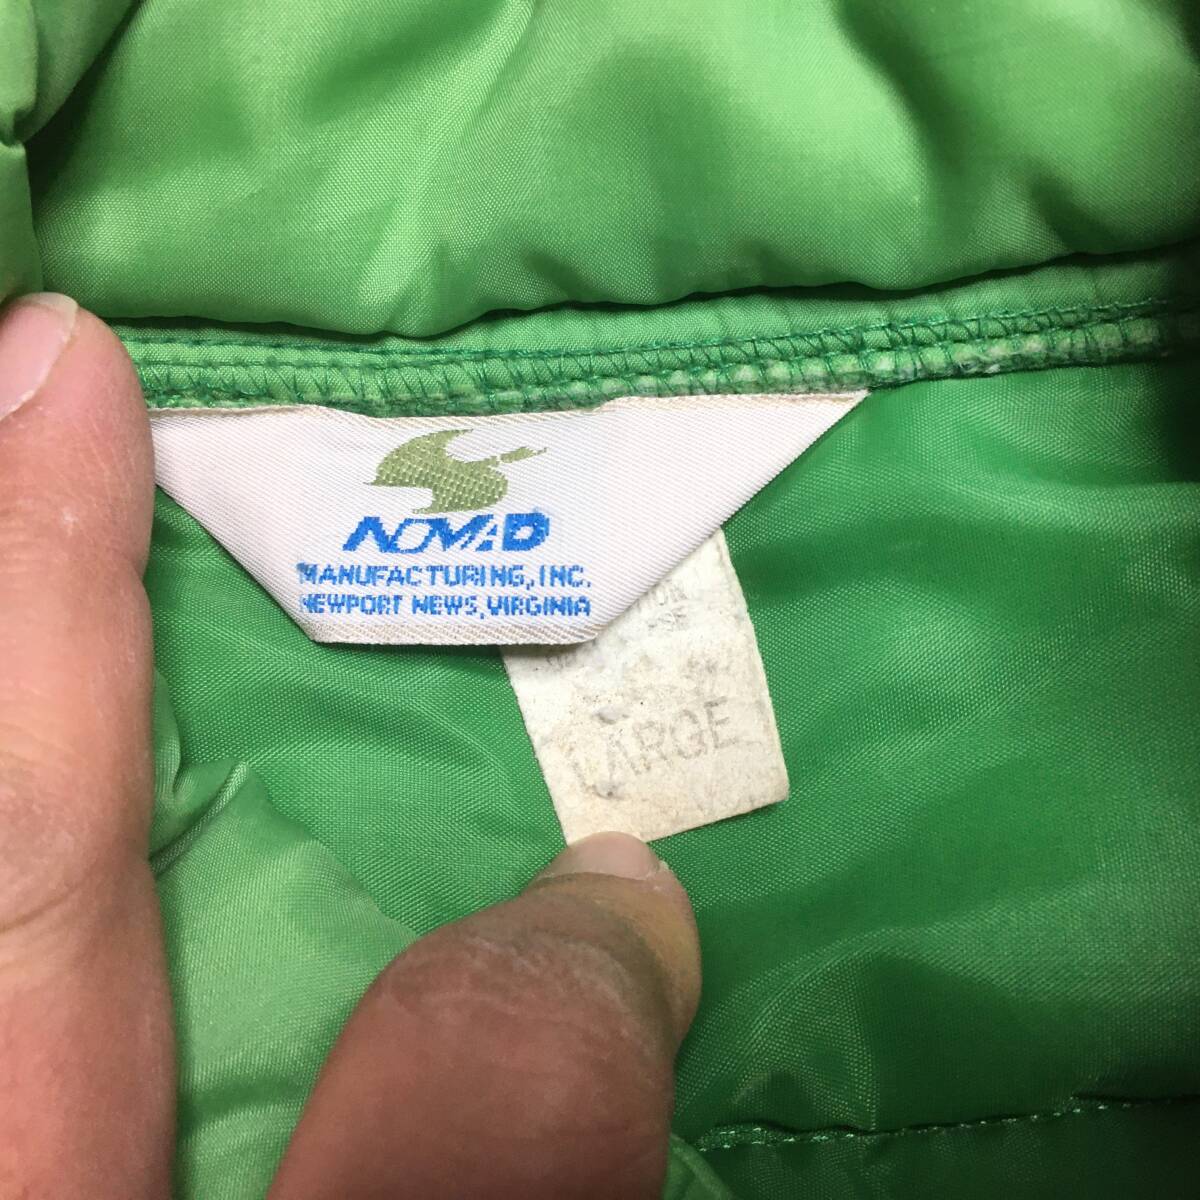 NOMAD
MANUFACTURING, INC.
NEWPORT NEWS, VIRGINIA
LARGE